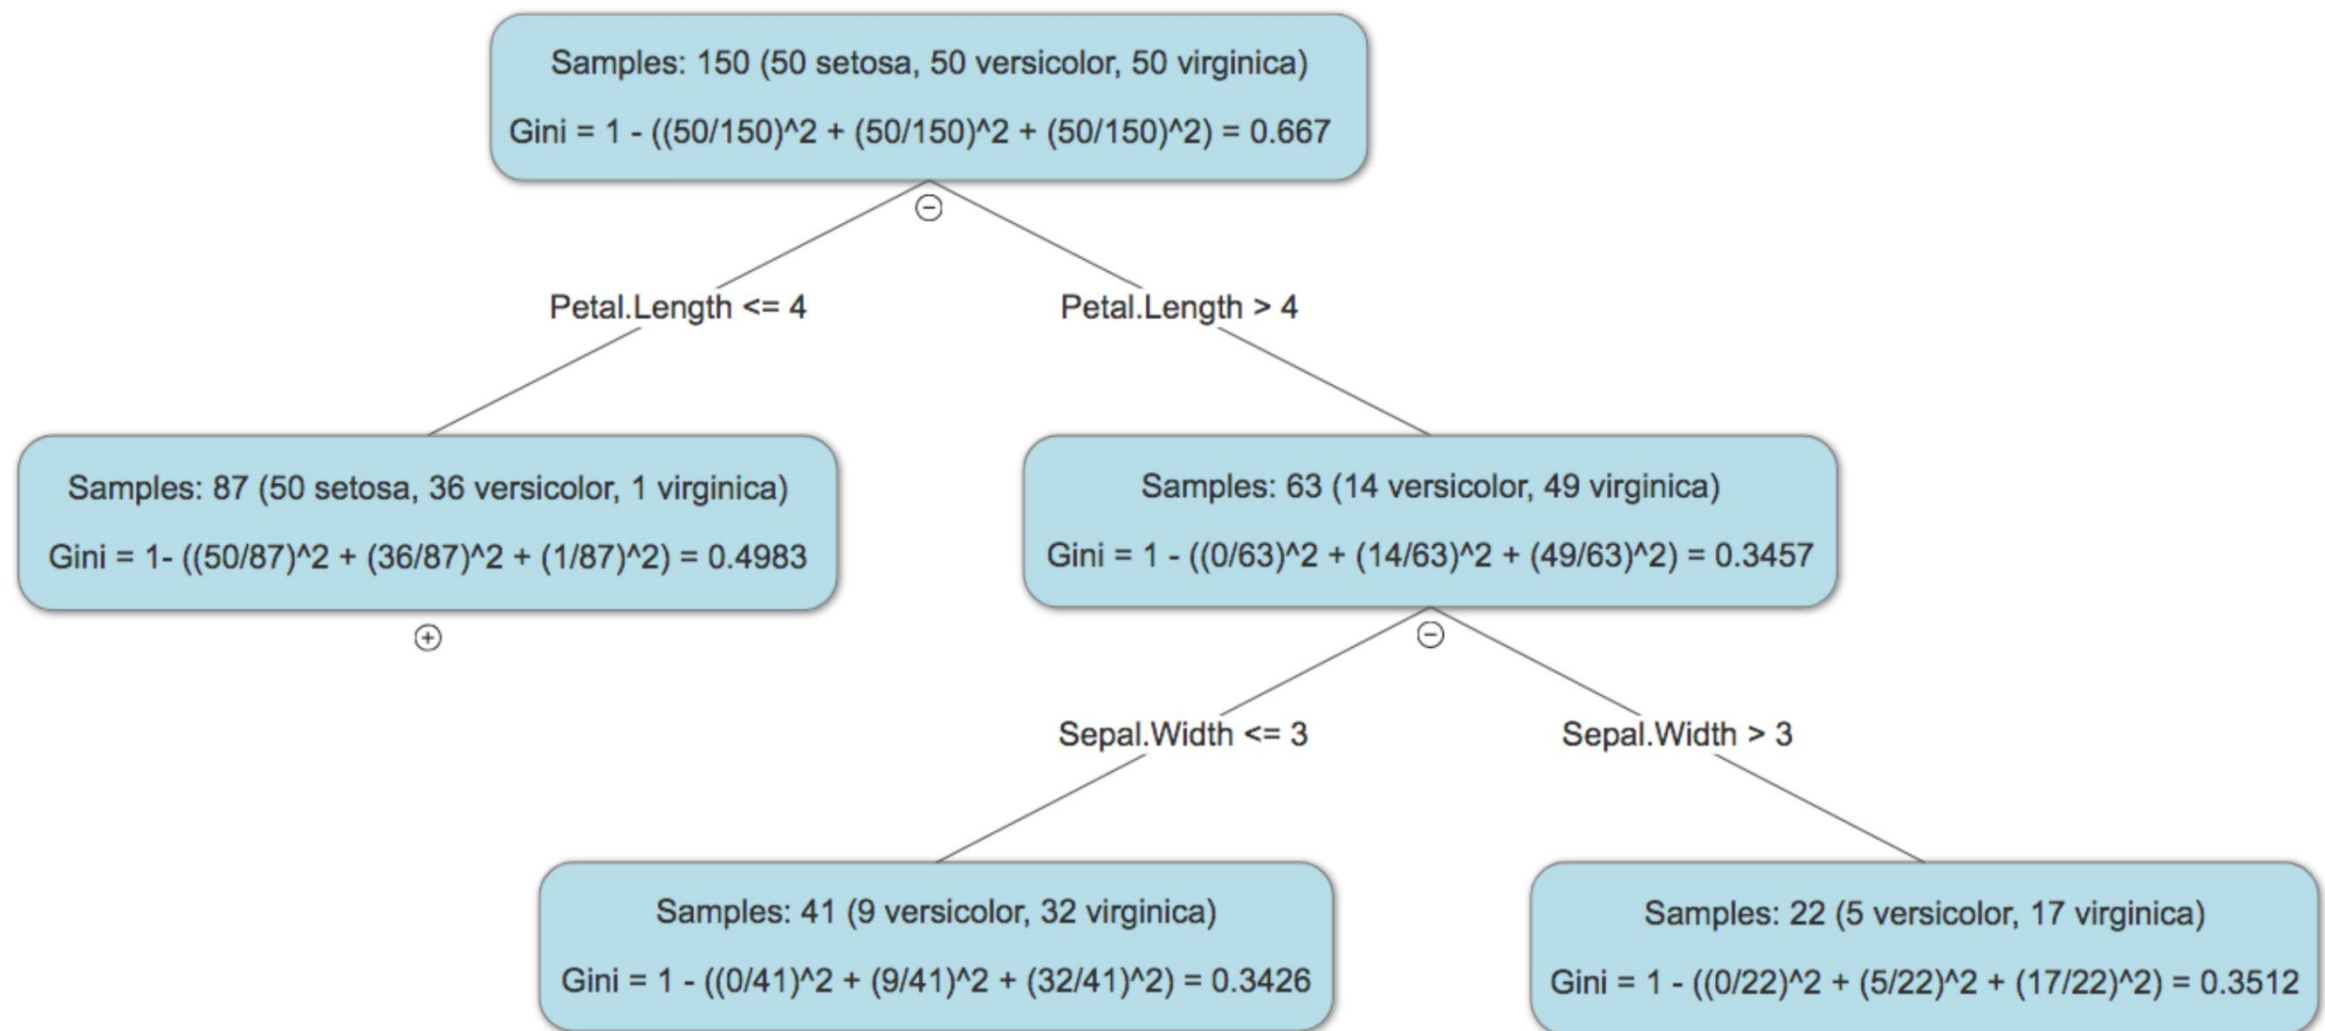 Samples: 150 (50 setosa, 50 versicolor, 50 virginica)
Gini = 1 - ((50/150)^2 + (50/150)^2 + (50/150)^2) = 0.667
Petal.Length <= 4
Petal.Length > 4
Samples: 87 (50 setosa, 36 versicolor, 1 virginica)
Gini = 1- ((50/87)^2 + (36/87)^2 + (1/87)^2) = 0.4983
Samples: 63 (14 versicolor, 49 virginica)
Gini = 1 - ((0/63)^2 + (14/63)^2 + (49/63)^2) = 0.3457
Sepal.Width <= 3
Sepal.Width > 3
Samples: 41 (9 versicolor, 32 virginica)
Gini = 1 - ((0/41)^2 + (9/41)^2 + (32/41)^2) = 0.3426
Samples: 22 (5 versicolor, 17 virginica)
Gini = 1 - ((0/22)^2 + (5/22)^2 + (17/22)^2) = 0.3512